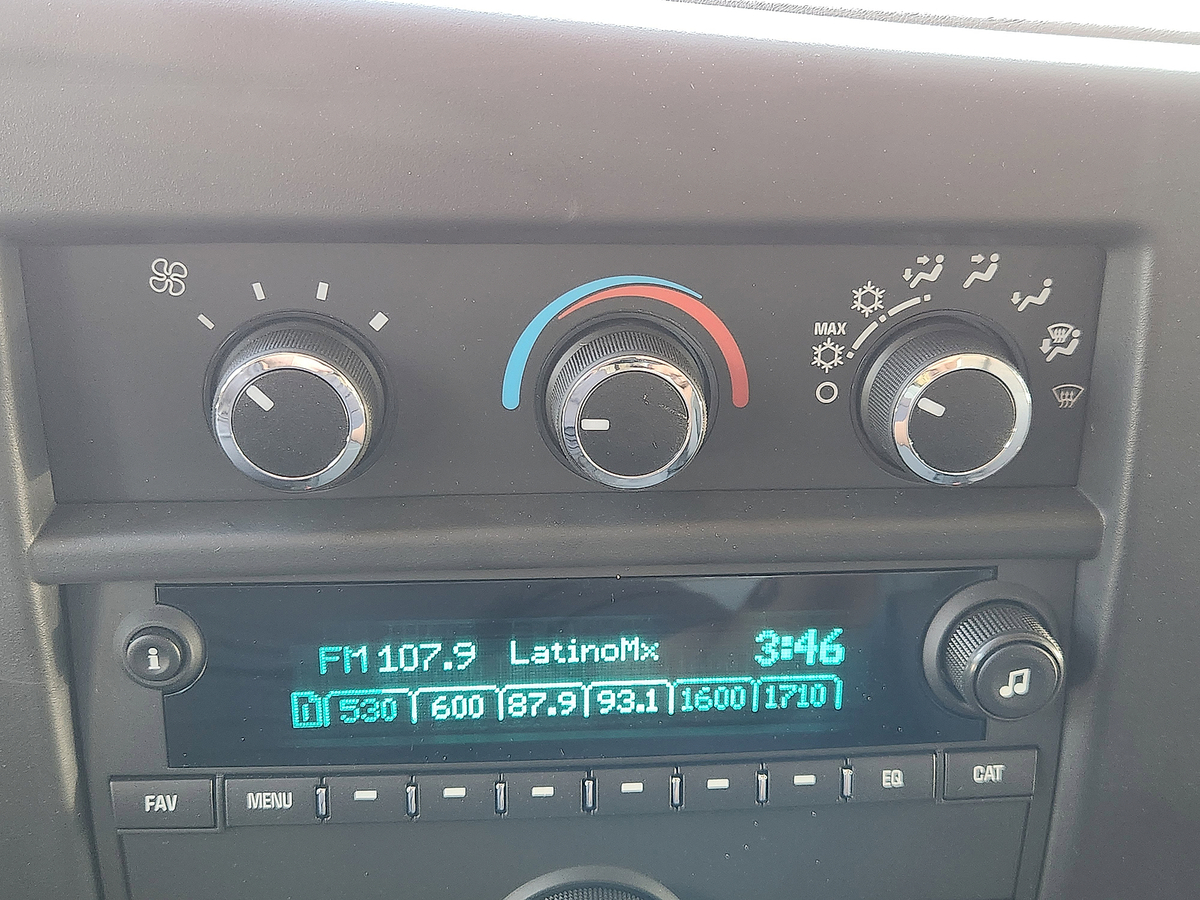 MAX
FM 107.9 LatinoMx 3:46
530 600 87.9 93.1 1600 1710
i
FAV MENU EQ CAT